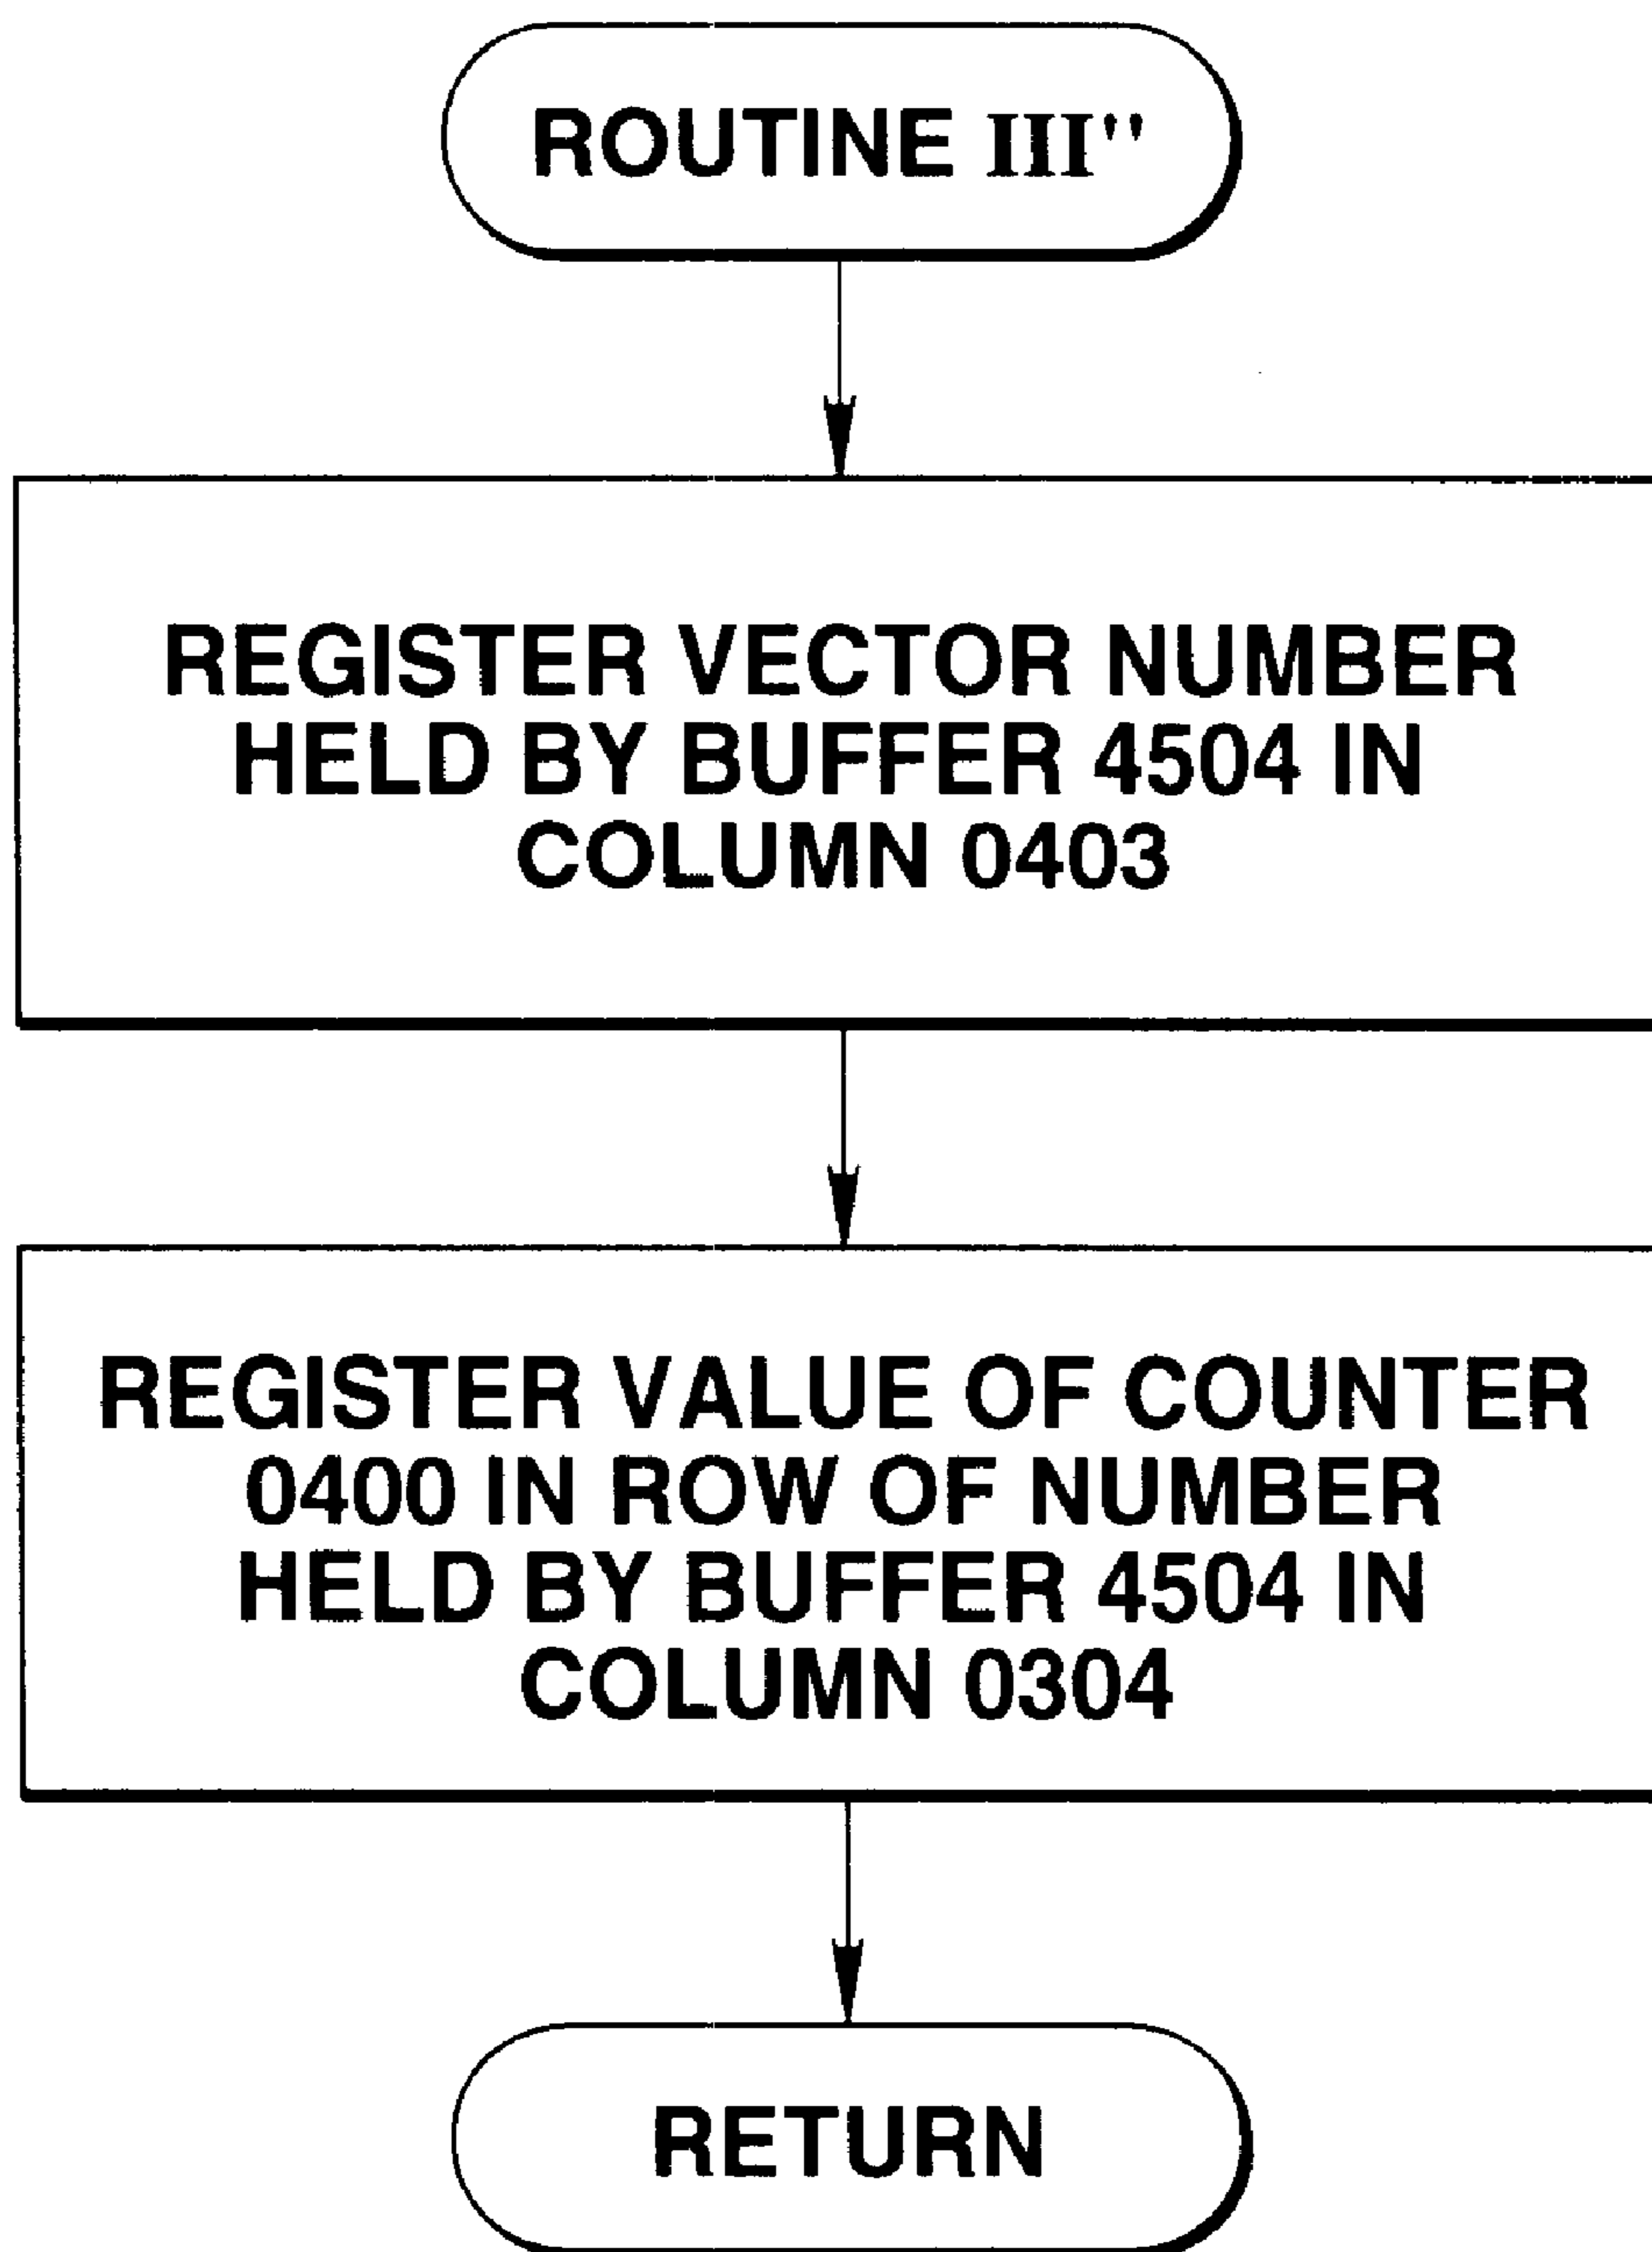 ROUTINE III"
REGISTER VECTOR NUMBER
HELD BY BUFFER 4504 IN
COLUMN 0403
REGISTER VALUE OF COUNTER
0400 IN ROW OF NUMBER
HELD BY BUFFER 4504 IN
COLUMN 0304
RETURN